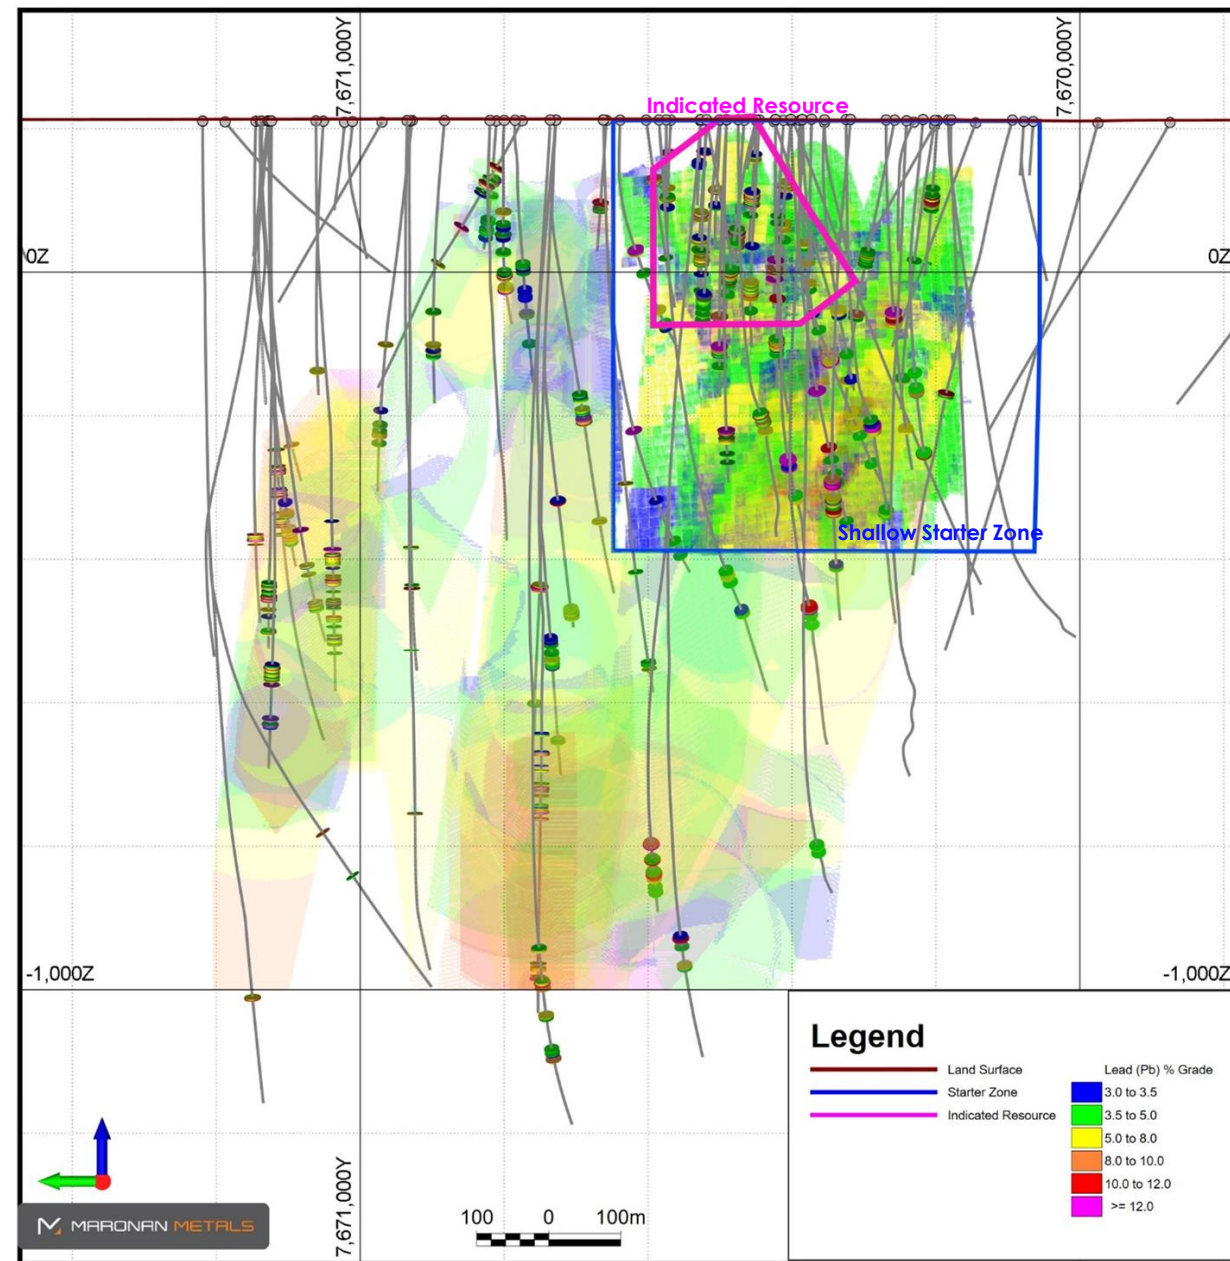 7,671,000Y
7,670,000Y
Indicated Resource
0Z
0Z
Shallow Starter Zone
-1,000Z
-1,000Z
Legend
Land Surface
Starter Zone
Indicated Resource
Lead (Pb) % Grade
3.0 to 3.5
3.5 to 5.0
5.0 to 8.0
8.0 to 10.0
10.0 to 12.0
>= 12.0
7,671,000Y
MARONAN METALS
100 0 100m